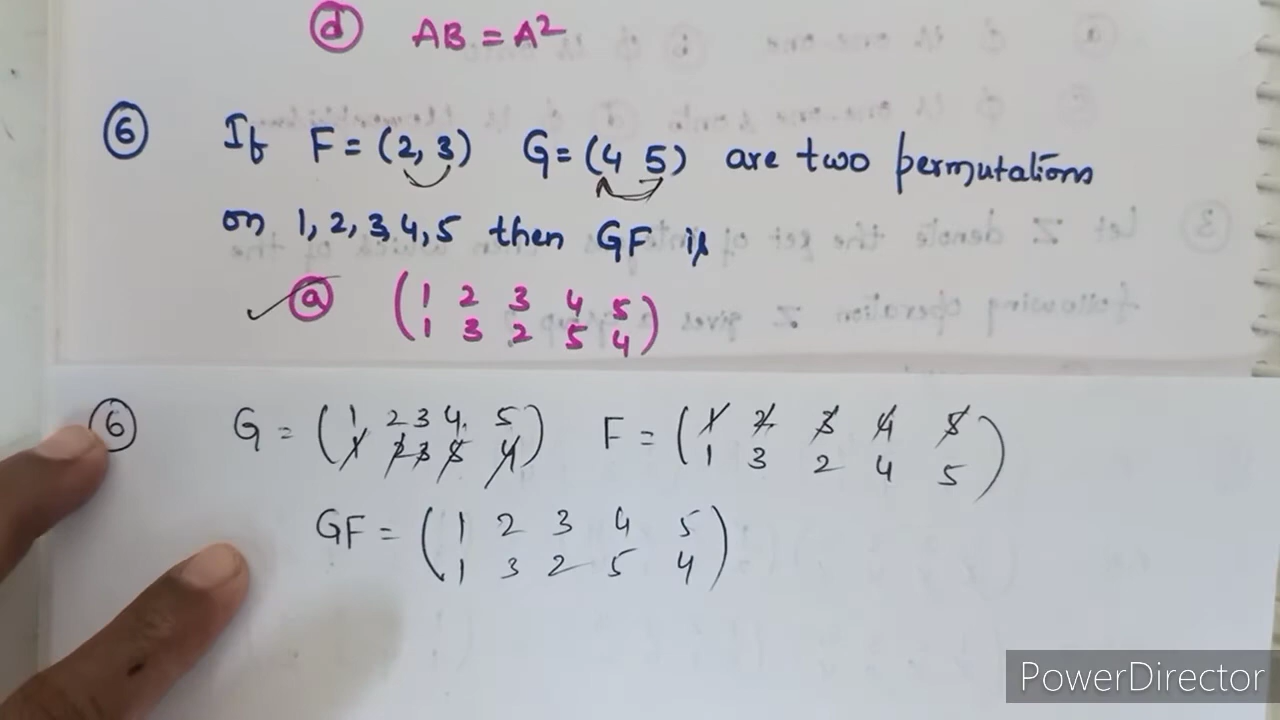 ⓓ AB = A²
⑥ If F = (2, 3) G = (4 5) are two permutations
on 1, 2, 3, 4, 5 then GF is
ⓐ ( 1 2 3 4 5
1 3 2 5 4 )
⑥ G = ( 1 2 3 4 5
1 2 3 5 4 ) F = ( 1 2 3 4 5
1 3 2 4 5 )
GF = ( 1 2 3 4 5
1 3 2 5 4 )
PowerDirector